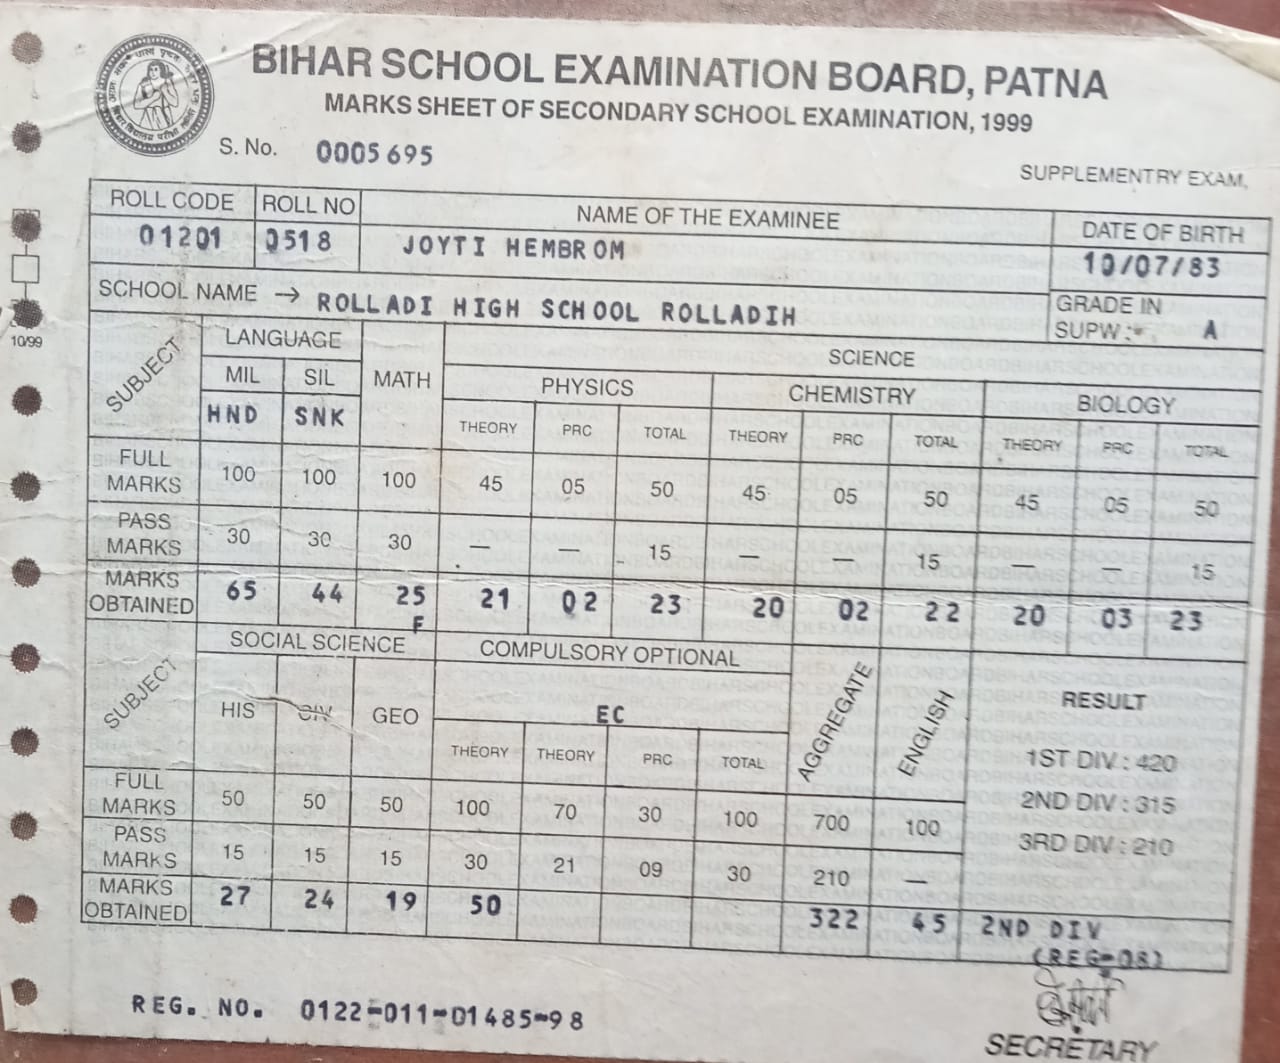 BIHAR SCHOOL EXAMINATION BOARD, PATNA
MARKS SHEET OF SECONDARY SCHOOL EXAMINATION, 1999
S. No. 0005695
SUPPLEMENTRY EXAM,
ROLL CODE ROLL NO NAME OF THE EXAMINEE DATE OF BIRTH
01201 0518 JOYTI HEMBROM 10/07/83
SCHOOL NAME → ROLLADI HIGH SCHOOL ROLLADIH GRADE IN
SUPW :- A
10/99
SUBJECT LANGUAGE MATH SCIENCE
MIL SIL PHYSICS CHEMISTRY BIOLOGY
HND SNK THEORY PRC TOTAL THEORY PRC TOTAL THEORY PRC TOTAL
FULL MARKS 100 100 100 45 05 50 45 05 50 45 05 50
PASS MARKS 30 30 30 — — 15 — — 15 — — 15
MARKS OBTAINED 65 44 25 21 02 23 20 02 22 20 03 23
F
SUBJECT SOCIAL SCIENCE COMPULSORY OPTIONAL AGGREGATE ENGLISH RESULT
HIS CIV GEO EC
THEORY THEORY PRC TOTAL 1ST DIV : 420
FULL MARKS 50 50 50 100 70 30 100 700 100 2ND DIV : 315
PASS MARKS 15 15 15 30 21 09 30 210 3RD DIV : 210
MARKS OBTAINED 27 24 19 50 322 45 2ND DIV
(REG-08)
REG. NO. 0122-011-01485-98
SECRETARY